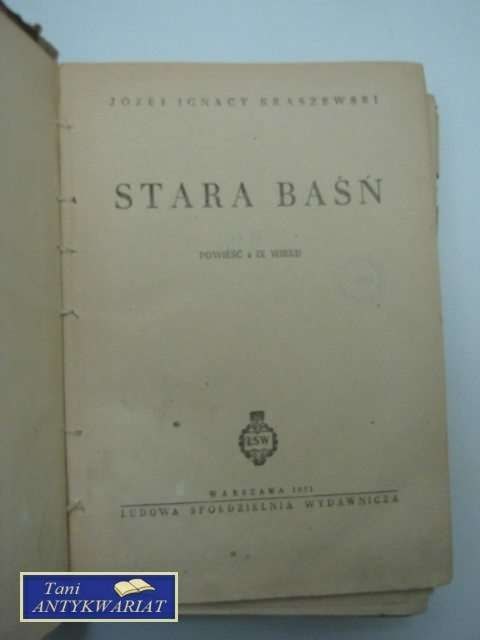 JÓZEF IGNACY KRASZEWSKI
STARA BAŚŃ
POWIEŚĆ z IX WIEKU
LSW
WARSZAWA 1951
LUDOWA SPÓŁDZIELNIA WYDAWNICZA
Tani
ANTYKWARIAT